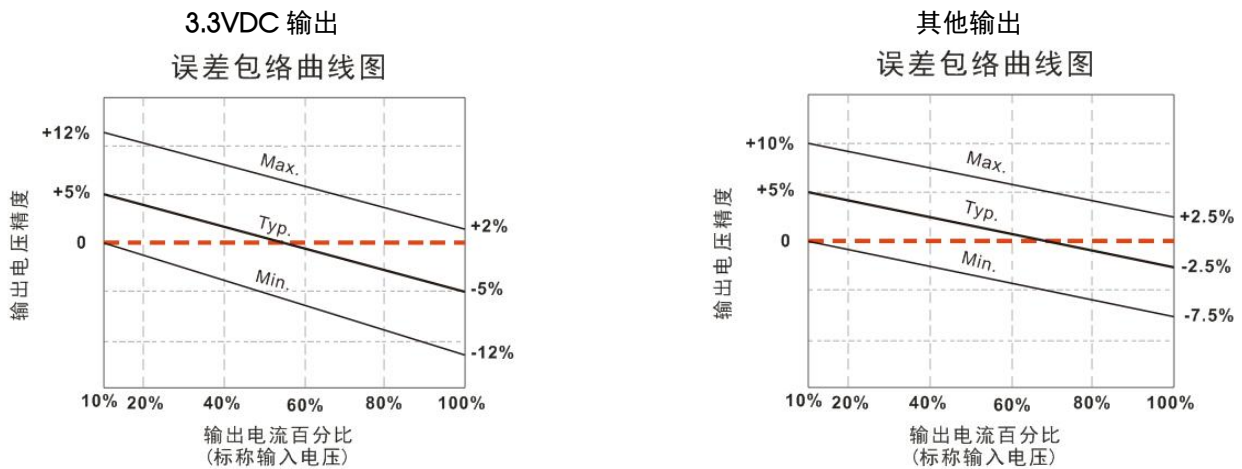 3.3VDC 输出
误差包络曲线图
+12%
+5%
0
Max.
Typ.
Min.
+2%
-5%
-12%
输出电压精度
10% 20% 40% 60% 80% 100%
输出电流百分比
(标称输入电压)
其他输出
误差包络曲线图
+10%
+5%
0
Max.
Typ.
Min.
+2.5%
-2.5%
-7.5%
输出电压精度
10% 20% 40% 60% 80% 100%
输出电流百分比
(标称输入电压)